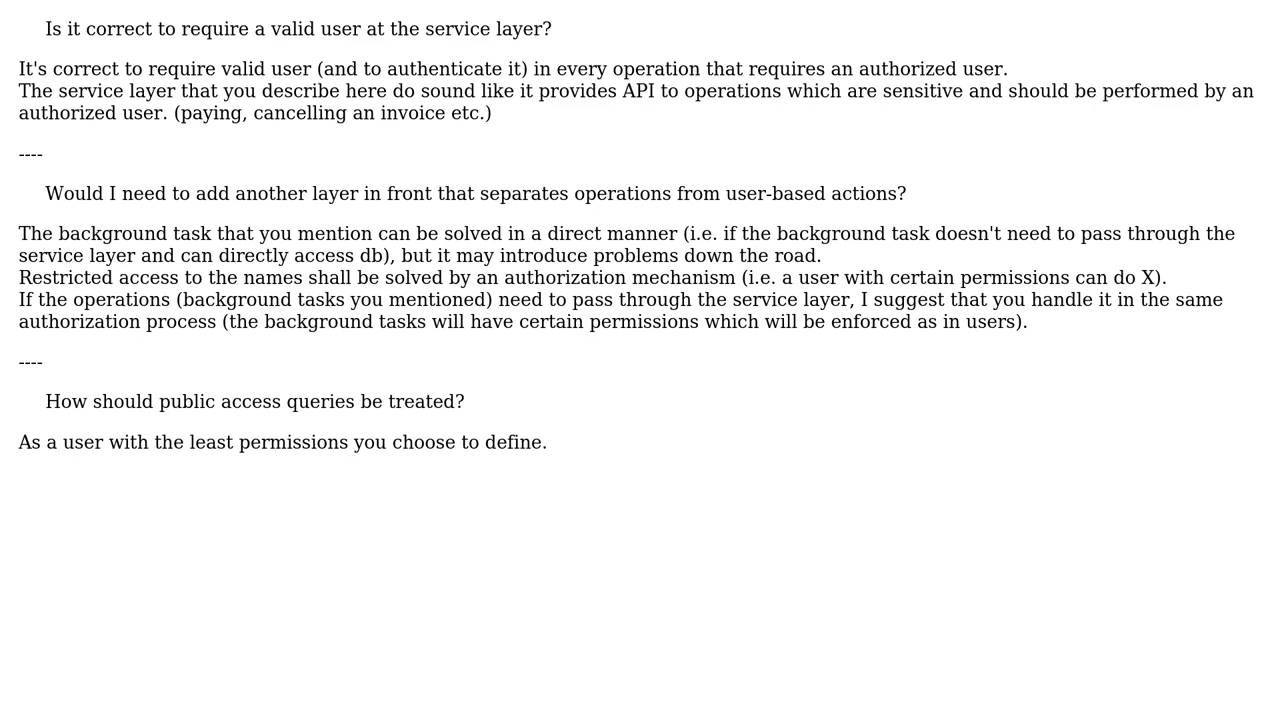 Is it correct to require a valid user at the service layer?
It's correct to require valid user (and to authenticate it) in every operation that requires an authorized user.
The service layer that you describe here do sound like it provides API to operations which are sensitive and should be performed by an
authorized user. (paying, cancelling an invoice etc.)
----
Would I need to add another layer in front that separates operations from user-based actions?
The background task that you mention can be solved in a direct manner (i.e. if the background task doesn't need to pass through the
service layer and can directly access db), but it may introduce problems down the road.
Restricted access to the names shall be solved by an authorization mechanism (i.e. a user with certain permissions can do X).
If the operations (background tasks you mentioned) need to pass through the service layer, I suggest that you handle it in the same
authorization process (the background tasks will have certain permissions which will be enforced as in users).
----
How should public access queries be treated?
As a user with the least permissions you choose to define.